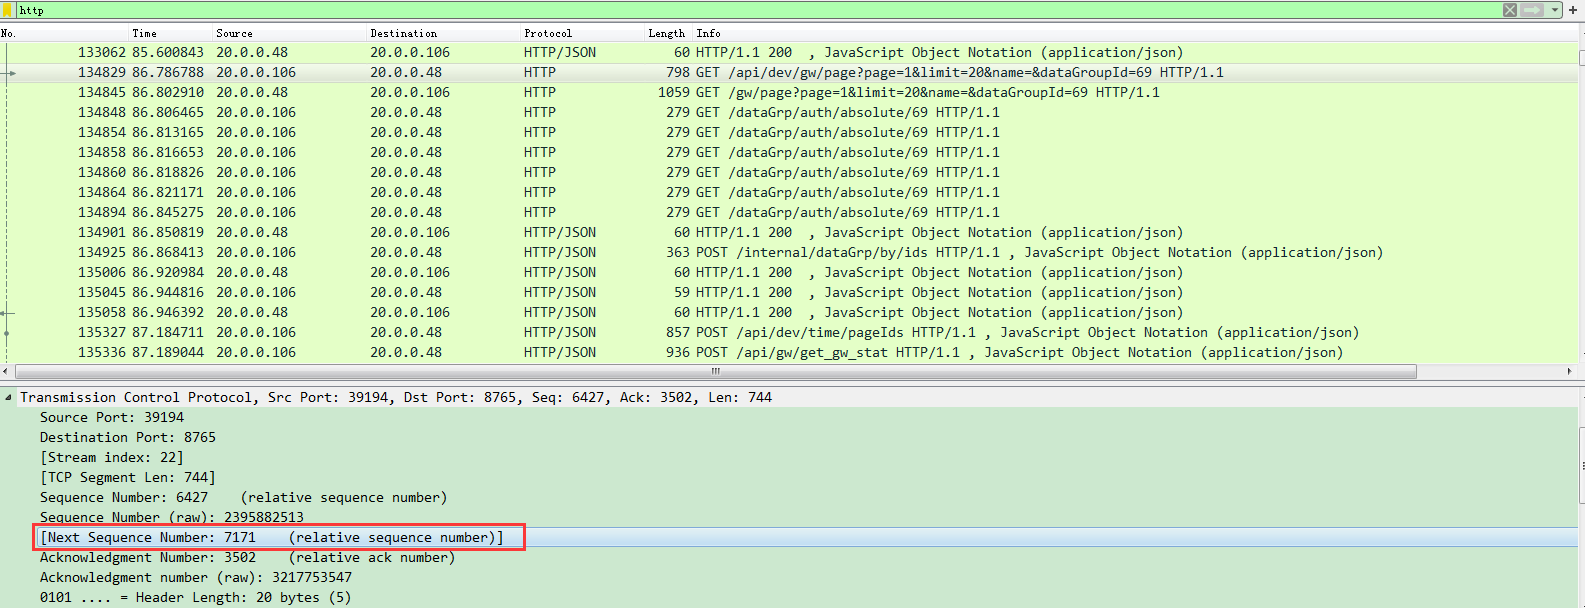 http
No. Time Source Destination Protocol Length Info
133062 85.600843 20.0.0.48 20.0.0.106 HTTP/JSON 60 HTTP/1.1 200  , JavaScript Object Notation (application/json)
134829 86.786788 20.0.0.106 20.0.0.48 HTTP 798 GET /api/dev/gw/page?page=1&limit=20&name=&dataGroupId=69 HTTP/1.1
134845 86.802910 20.0.0.106 20.0.0.48 HTTP 1059 GET /gw/page?page=1&limit=20&name=&dataGroupId=69 HTTP/1.1
134848 86.806465 20.0.0.106 20.0.0.48 HTTP 279 GET /dataGrp/auth/absolute/69 HTTP/1.1
134854 86.813165 20.0.0.106 20.0.0.48 HTTP 279 GET /dataGrp/auth/absolute/69 HTTP/1.1
134858 86.816653 20.0.0.106 20.0.0.48 HTTP 279 GET /dataGrp/auth/absolute/69 HTTP/1.1
134860 86.818826 20.0.0.106 20.0.0.48 HTTP 279 GET /dataGrp/auth/absolute/69 HTTP/1.1
134864 86.821171 20.0.0.106 20.0.0.48 HTTP 279 GET /dataGrp/auth/absolute/69 HTTP/1.1
134894 86.845275 20.0.0.106 20.0.0.48 HTTP 279 GET /dataGrp/auth/absolute/69 HTTP/1.1
134901 86.850819 20.0.0.48 20.0.0.106 HTTP/JSON 60 HTTP/1.1 200  , JavaScript Object Notation (application/json)
134925 86.868413 20.0.0.106 20.0.0.48 HTTP/JSON 363 POST /internal/dataGrp/by/ids HTTP/1.1 , JavaScript Object Notation (application/json)
135006 86.920984 20.0.0.48 20.0.0.106 HTTP/JSON 60 HTTP/1.1 200  , JavaScript Object Notation (application/json)
135045 86.944816 20.0.0.106 20.0.0.48 HTTP/JSON 59 HTTP/1.1 200  , JavaScript Object Notation (application/json)
135058 86.946392 20.0.0.48 20.0.0.106 HTTP/JSON 60 HTTP/1.1 200  , JavaScript Object Notation (application/json)
135327 87.184711 20.0.0.106 20.0.0.48 HTTP/JSON 857 POST /api/dev/time/pageIds HTTP/1.1 , JavaScript Object Notation (application/json)
135336 87.189044 20.0.0.106 20.0.0.48 HTTP/JSON 936 POST /api/gw/get_gw_stat HTTP/1.1 , JavaScript Object Notation (application/json)
Transmission Control Protocol, Src Port: 39194, Dst Port: 8765, Seq: 6427, Ack: 3502, Len: 744
Source Port: 39194
Destination Port: 8765
[Stream index: 22]
[TCP Segment Len: 744]
Sequence Number: 6427    (relative sequence number)
Sequence Number (raw): 2395882513
[Next Sequence Number: 7171    (relative sequence number)]
Acknowledgment Number: 3502    (relative ack number)
Acknowledgment number (raw): 3217753547
0101 .... = Header Length: 20 bytes (5)